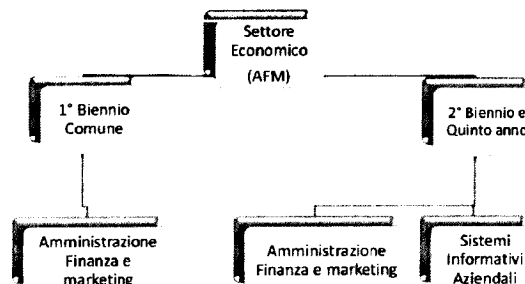 Settore
Economico
(AFM)
1° Biennio
Comune
2° Biennio e
Quinto anno
Amministrazione
Finanza e
marketing
Amministrazione
Finanza e marketing
Sistemi
Informativi
Aziendali